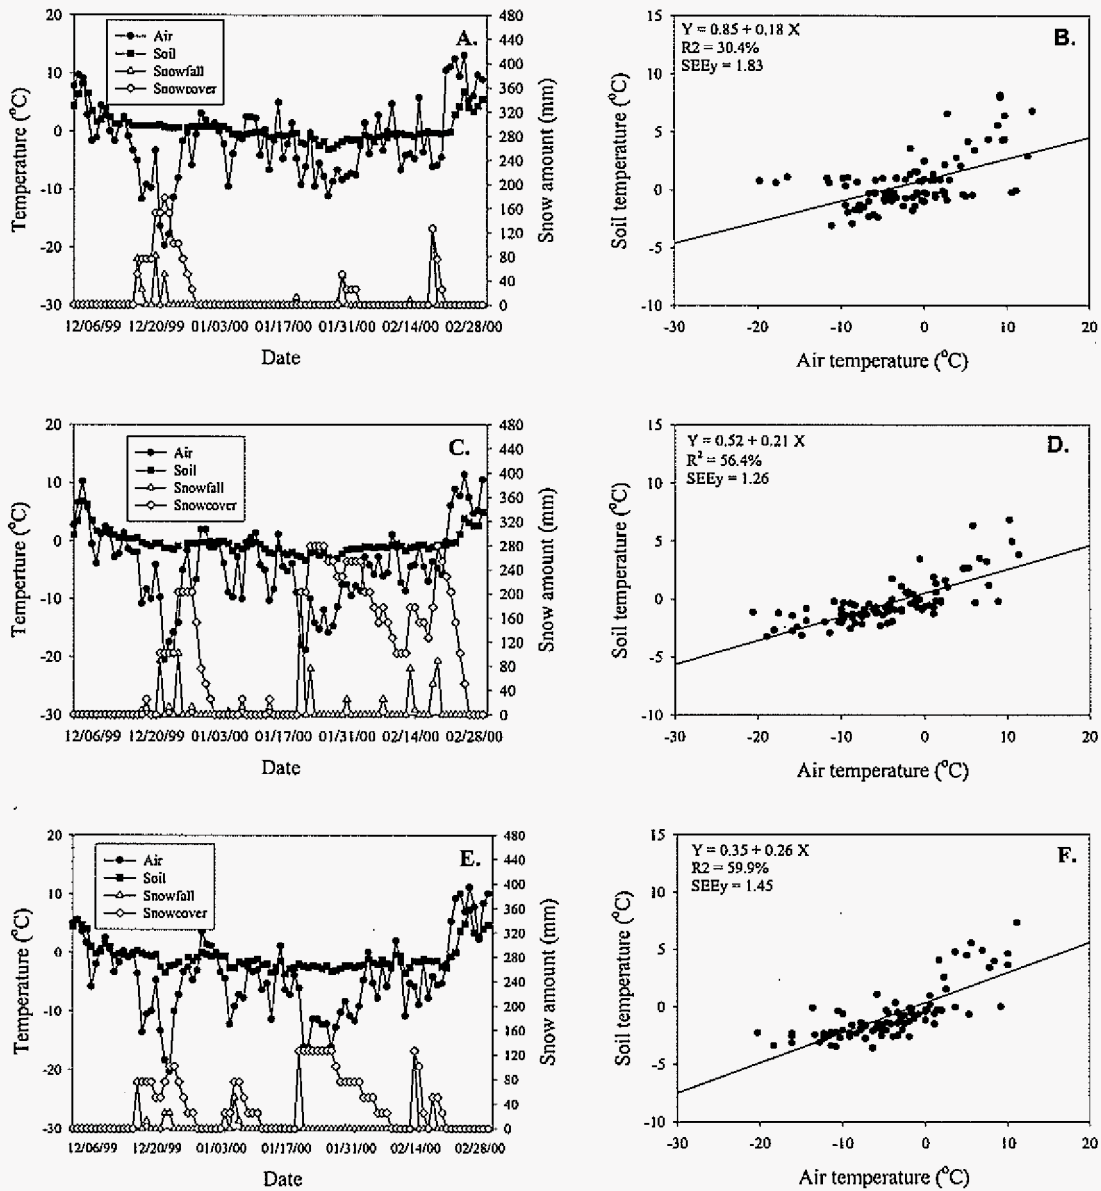 A.
Air
Soil
Snowfall
Snowcover
20
10
0
-10
-20
-30
Temperature (°C)
480
440
400
360
320
280
240
200
160
120
80
40
0
Snow amount (mm)
12/06/99 12/20/99 01/03/00 01/17/00 01/31/00 02/14/00 02/28/00
Date
B.
Y = 0.85 + 0.18 X
R2 = 30.4%
SEEy = 1.83
15
10
5
0
-5
-10
Soil temperature (°C)
-30 -20 -10 0 10 20
Air temperature (°C)
C.
Air
Soil
Snowfall
Snowcover
20
10
0
-10
-20
-30
Temperture (°C)
480
440
400
360
320
280
240
200
160
120
80
40
0
Snow amount (mm)
12/06/99 12/20/99 01/03/00 01/17/00 01/31/00 02/14/00 02/28/00
Date
D.
Y = 0.52 + 0.21 X
R² = 56.4%
SEEy = 1.26
15
10
5
0
-5
-10
Soil temperature (°C)
-30 -20 -10 0 10 20
Air temperature (°C)
E.
Air
Soil
Snowfall
Snowcover
20
10
0
-10
-20
-30
Temperature (°C)
480
440
400
360
320
280
240
200
160
120
80
40
0
Snow amount (mm)
12/06/99 12/20/99 01/03/00 01/17/00 01/31/00 02/14/00 02/28/00
Date
F.
Y = 0.35 + 0.26 X
R2 = 59.9%
SEEy = 1.45
15
10
5
0
-5
-10
Soil temperature (°C)
-30 -20 -10 0 10 20
Air temperature (°C)